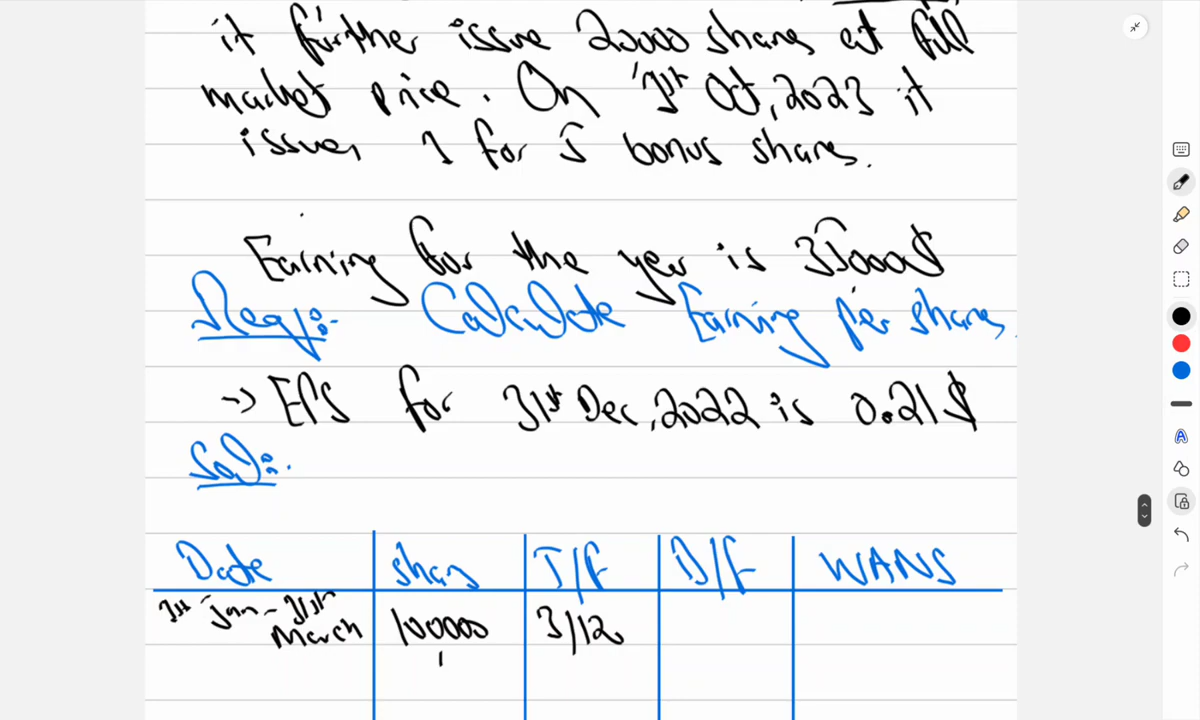 it further issue 20000 shares at full
market price. On 1st Oct, 2023 it
issues 1 for 5 bonus shares.
Earning for the year is 35000$
Req:- Calculate Earning per shares
→ EPS for 31st Dec, 2022 is 0.21$
Sol:-
Date shares T/F B/F WANS
1st Jan - 31st
March 100000 3/12